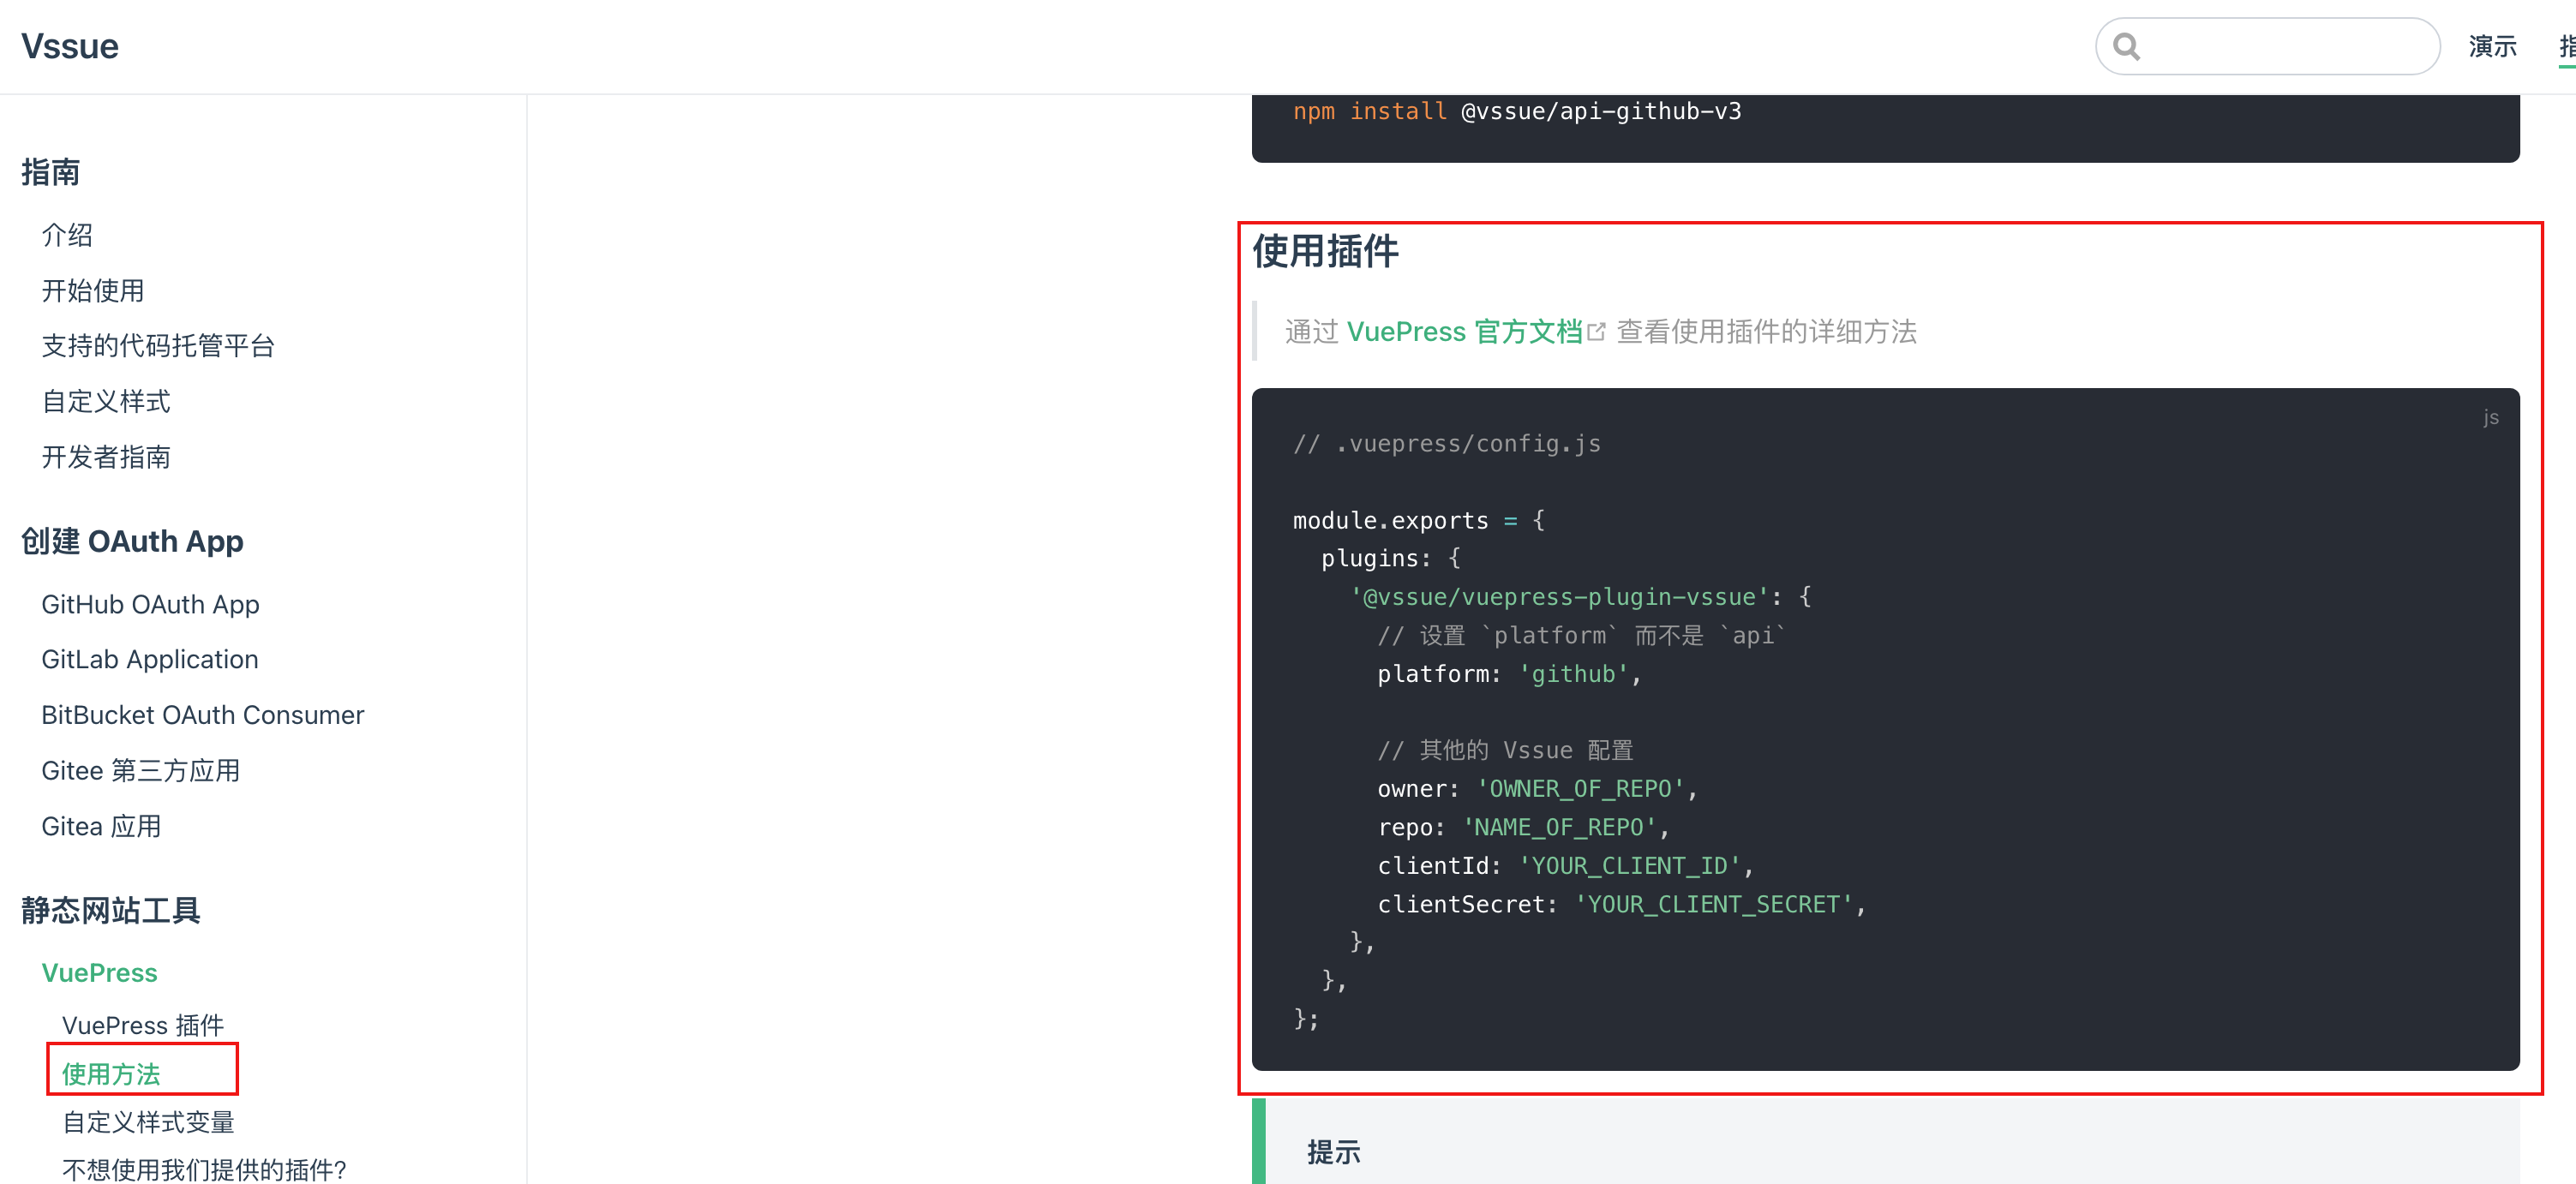 Vssue
演示
指南
介绍
开始使用
支持的代码托管平台
自定义样式
开发者指南
创建 OAuth App
GitHub OAuth App
GitLab Application
BitBucket OAuth Consumer
Gitee 第三方应用
Gitea 应用
静态网站工具
VuePress
VuePress 插件
使用方法
自定义样式变量
不想使用我们提供的插件?
npm install @vssue/api-github-v3
使用插件
通过 VuePress 官方文档 查看使用插件的详细方法
js
// .vuepress/config.js
module.exports = {
  plugins: {
    '@vssue/vuepress-plugin-vssue': {
      // 设置 `platform` 而不是 `api`
      platform: 'github',
      // 其他的 Vssue 配置
      owner: 'OWNER_OF_REPO',
      repo: 'NAME_OF_REPO',
      clientId: 'YOUR_CLIENT_ID',
      clientSecret: 'YOUR_CLIENT_SECRET',
    },
  },
};
提示